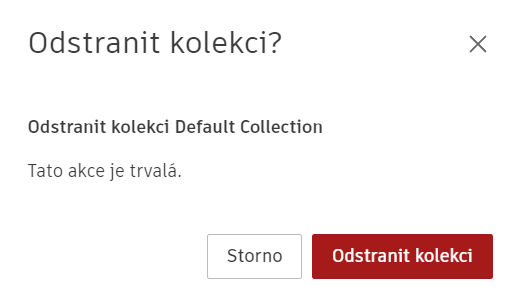 Odstranit kolekci?
Odstranit kolekci Default Collection
Tato akce je trvalá.
Storno
Odstranit kolekci